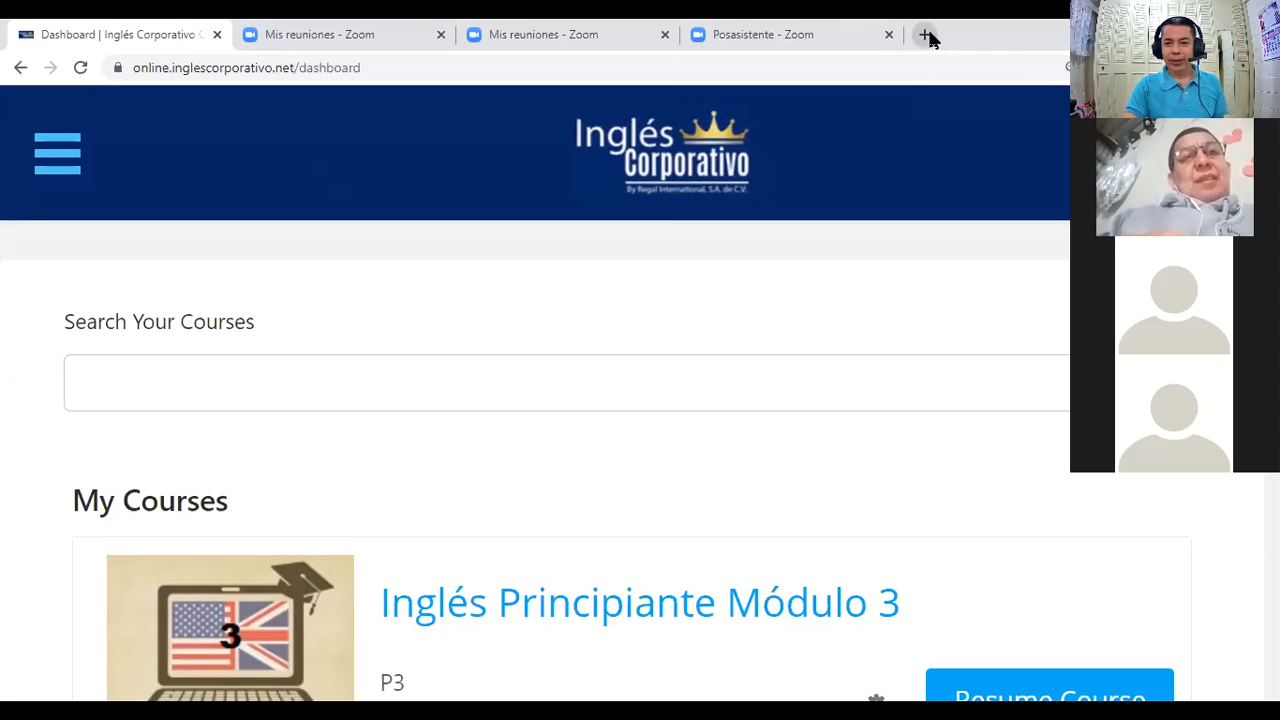 Dashboard | Inglés Corporativo
Mis reuniones - Zoom
Mis reuniones - Zoom
Posasistente - Zoom
online.inglescorporativo.net/dashboard
Inglés
Corporativo
By Regal International, S.A. de C.V.
Search Your Courses
My Courses
3
Inglés Principiante Módulo 3
P3
Resume Course